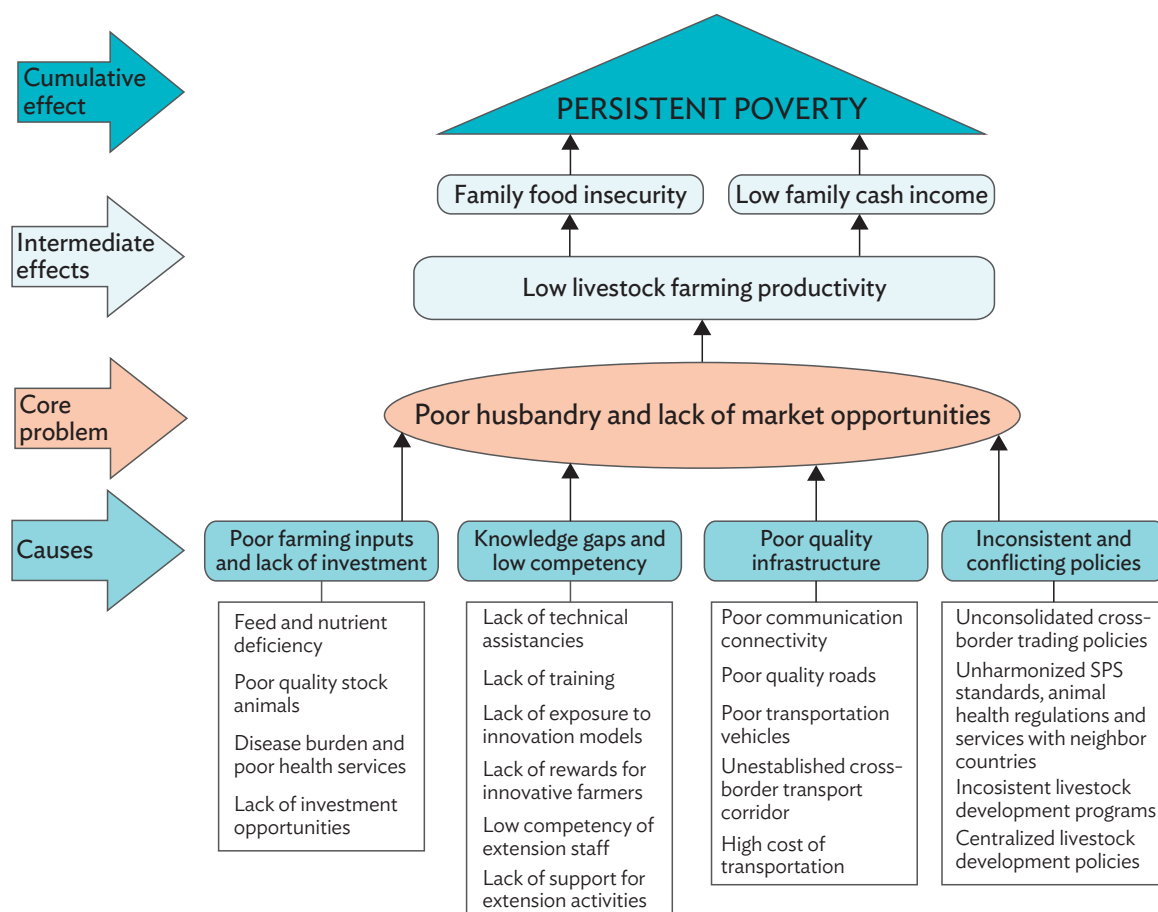 Cumulative
effect
PERSISTENT POVERTY
Family food insecurity
Low family cash income
Intermediate
effects
Low livestock farming productivity
Core
problem
Poor husbandry and lack of market opportunities
Causes
Poor farming inputs
and lack of investment
Knowledge gaps and
low competency
Poor quality
infrastructure
Inconsistent and
conflicting policies
Feed and nutrient
deficiency
Poor quality stock
animals
Disease burden and
poor health services
Lack of investment
opportunities
Lack of technical
assistancies
Lack of training
Lack of exposure to
innovation models
Lack of rewards for
innovative farmers
Low competency of
extension staff
Lack of support for
extension activities
Poor communication
connectivity
Poor quality roads
Poor transportation
vehicles
Unestablished cross-
border transport
corridor
High cost of
transportation
Unconsolidated cross-
border trading policies
Unharmonized SPS
standards, animal
health regulations and
services with neighbor
countries
Incosistent livestock
development programs
Centralized livestock
development policies